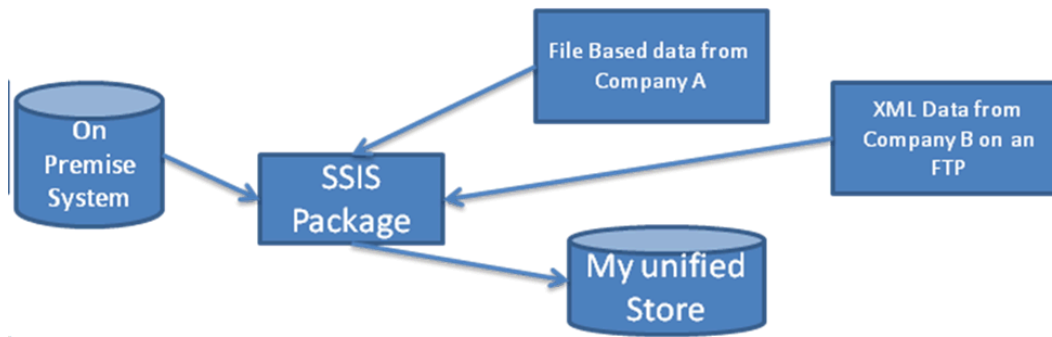 File Based data from
Company A
XML Data from
Company B on an
FTP
On
Premise
System
SSIS
Package
My unified
Store